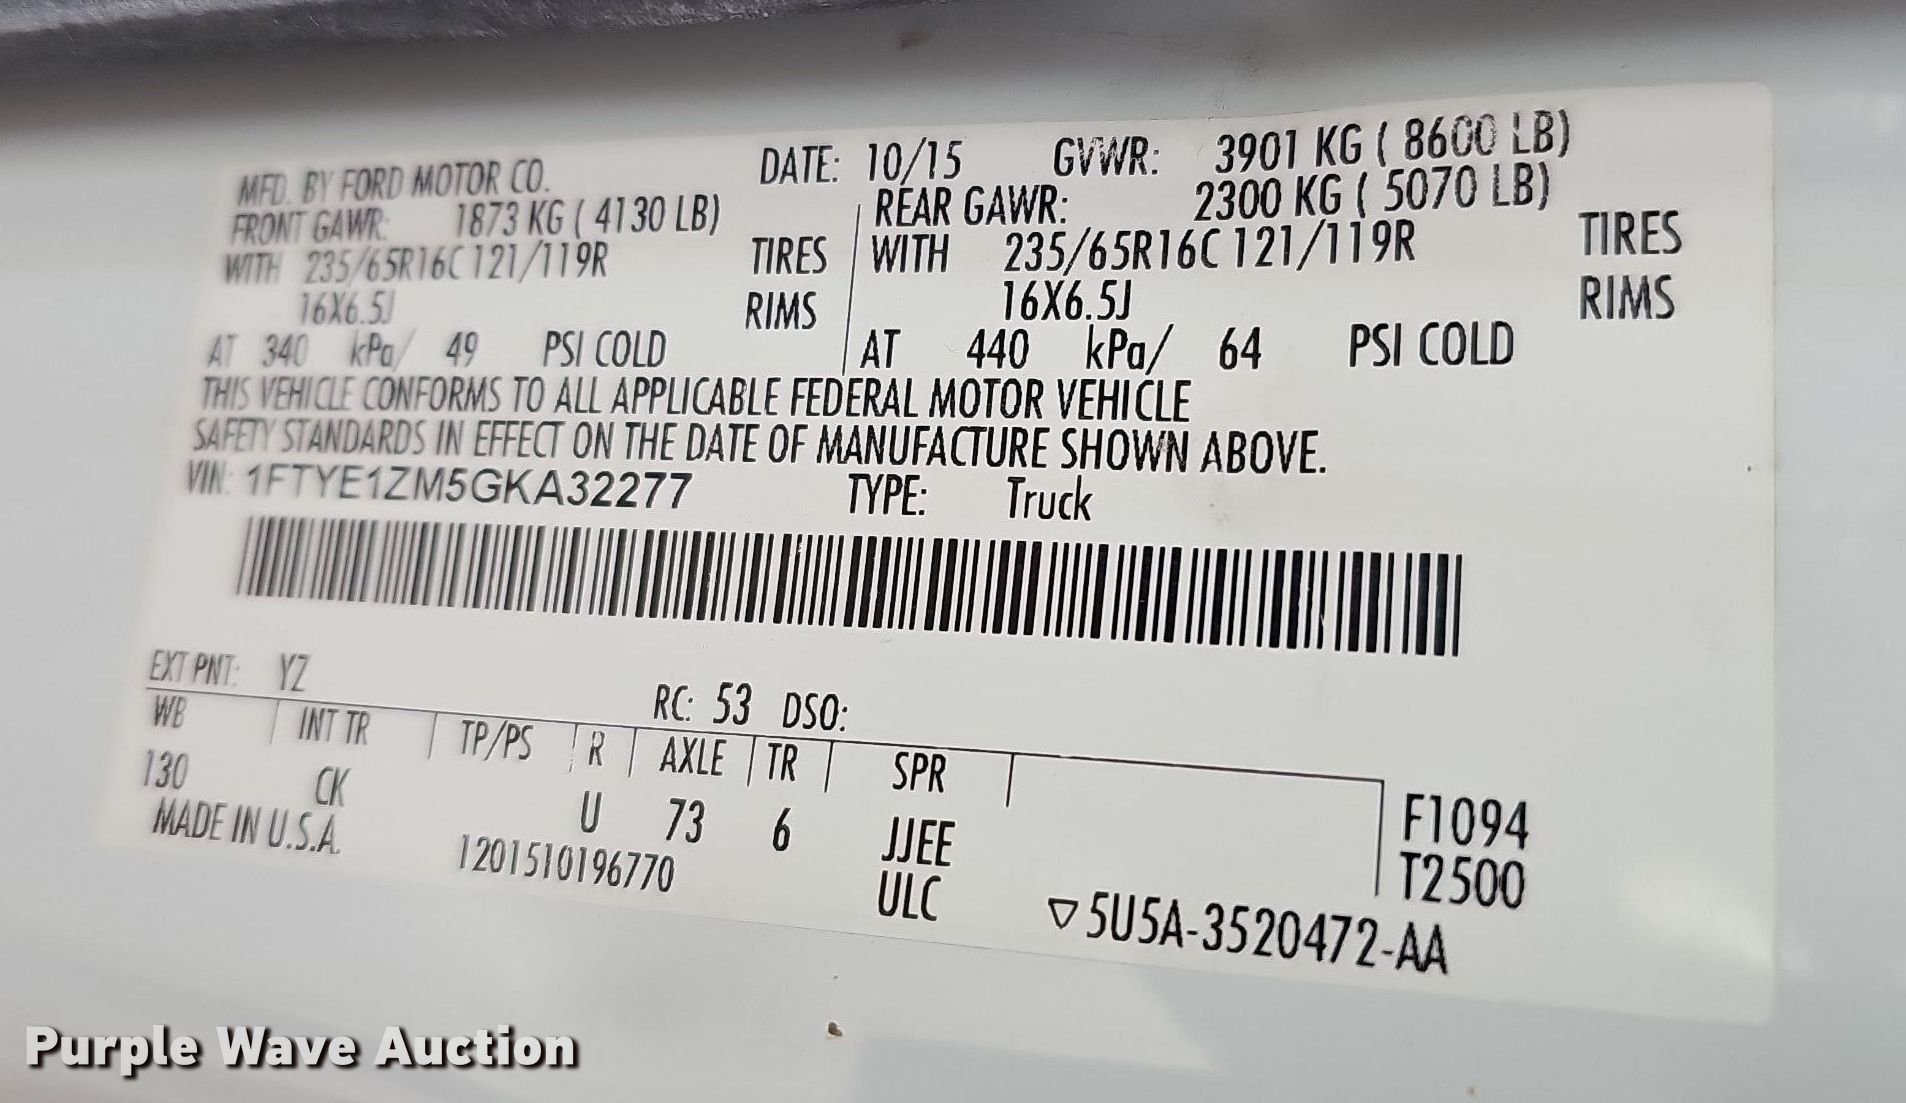 MFD. BY FORD MOTOR CO. DATE: 10/15 GVWR: 3901 KG ( 8600 LB)
FRONT GAWR: 1873 KG ( 4130 LB) REAR GAWR: 2300 KG ( 5070 LB)
WITH 235/65R16C 121/119R TIRES WITH 235/65R16C 121/119R TIRES
16X6.5J RIMS 16X6.5J RIMS
AT 340 kPa/ 49 PSI COLD AT 440 kPa/ 64 PSI COLD
THIS VEHICLE CONFORMS TO ALL APPLICABLE FEDERAL MOTOR VEHICLE
SAFETY STANDARDS IN EFFECT ON THE DATE OF MANUFACTURE SHOWN ABOVE.
VIN: 1FTYE1ZM5GKA32277 TYPE: Truck
EXT PNT: YZ RC: 53 DSO:
WB INT TR TP/PS R AXLE TR SPR
130 CK U 73 6 JJEE F1094
MADE IN U.S.A. 1201510196770 ULC T2500
▽5U5A-3520472-AA
Purple Wave Auction